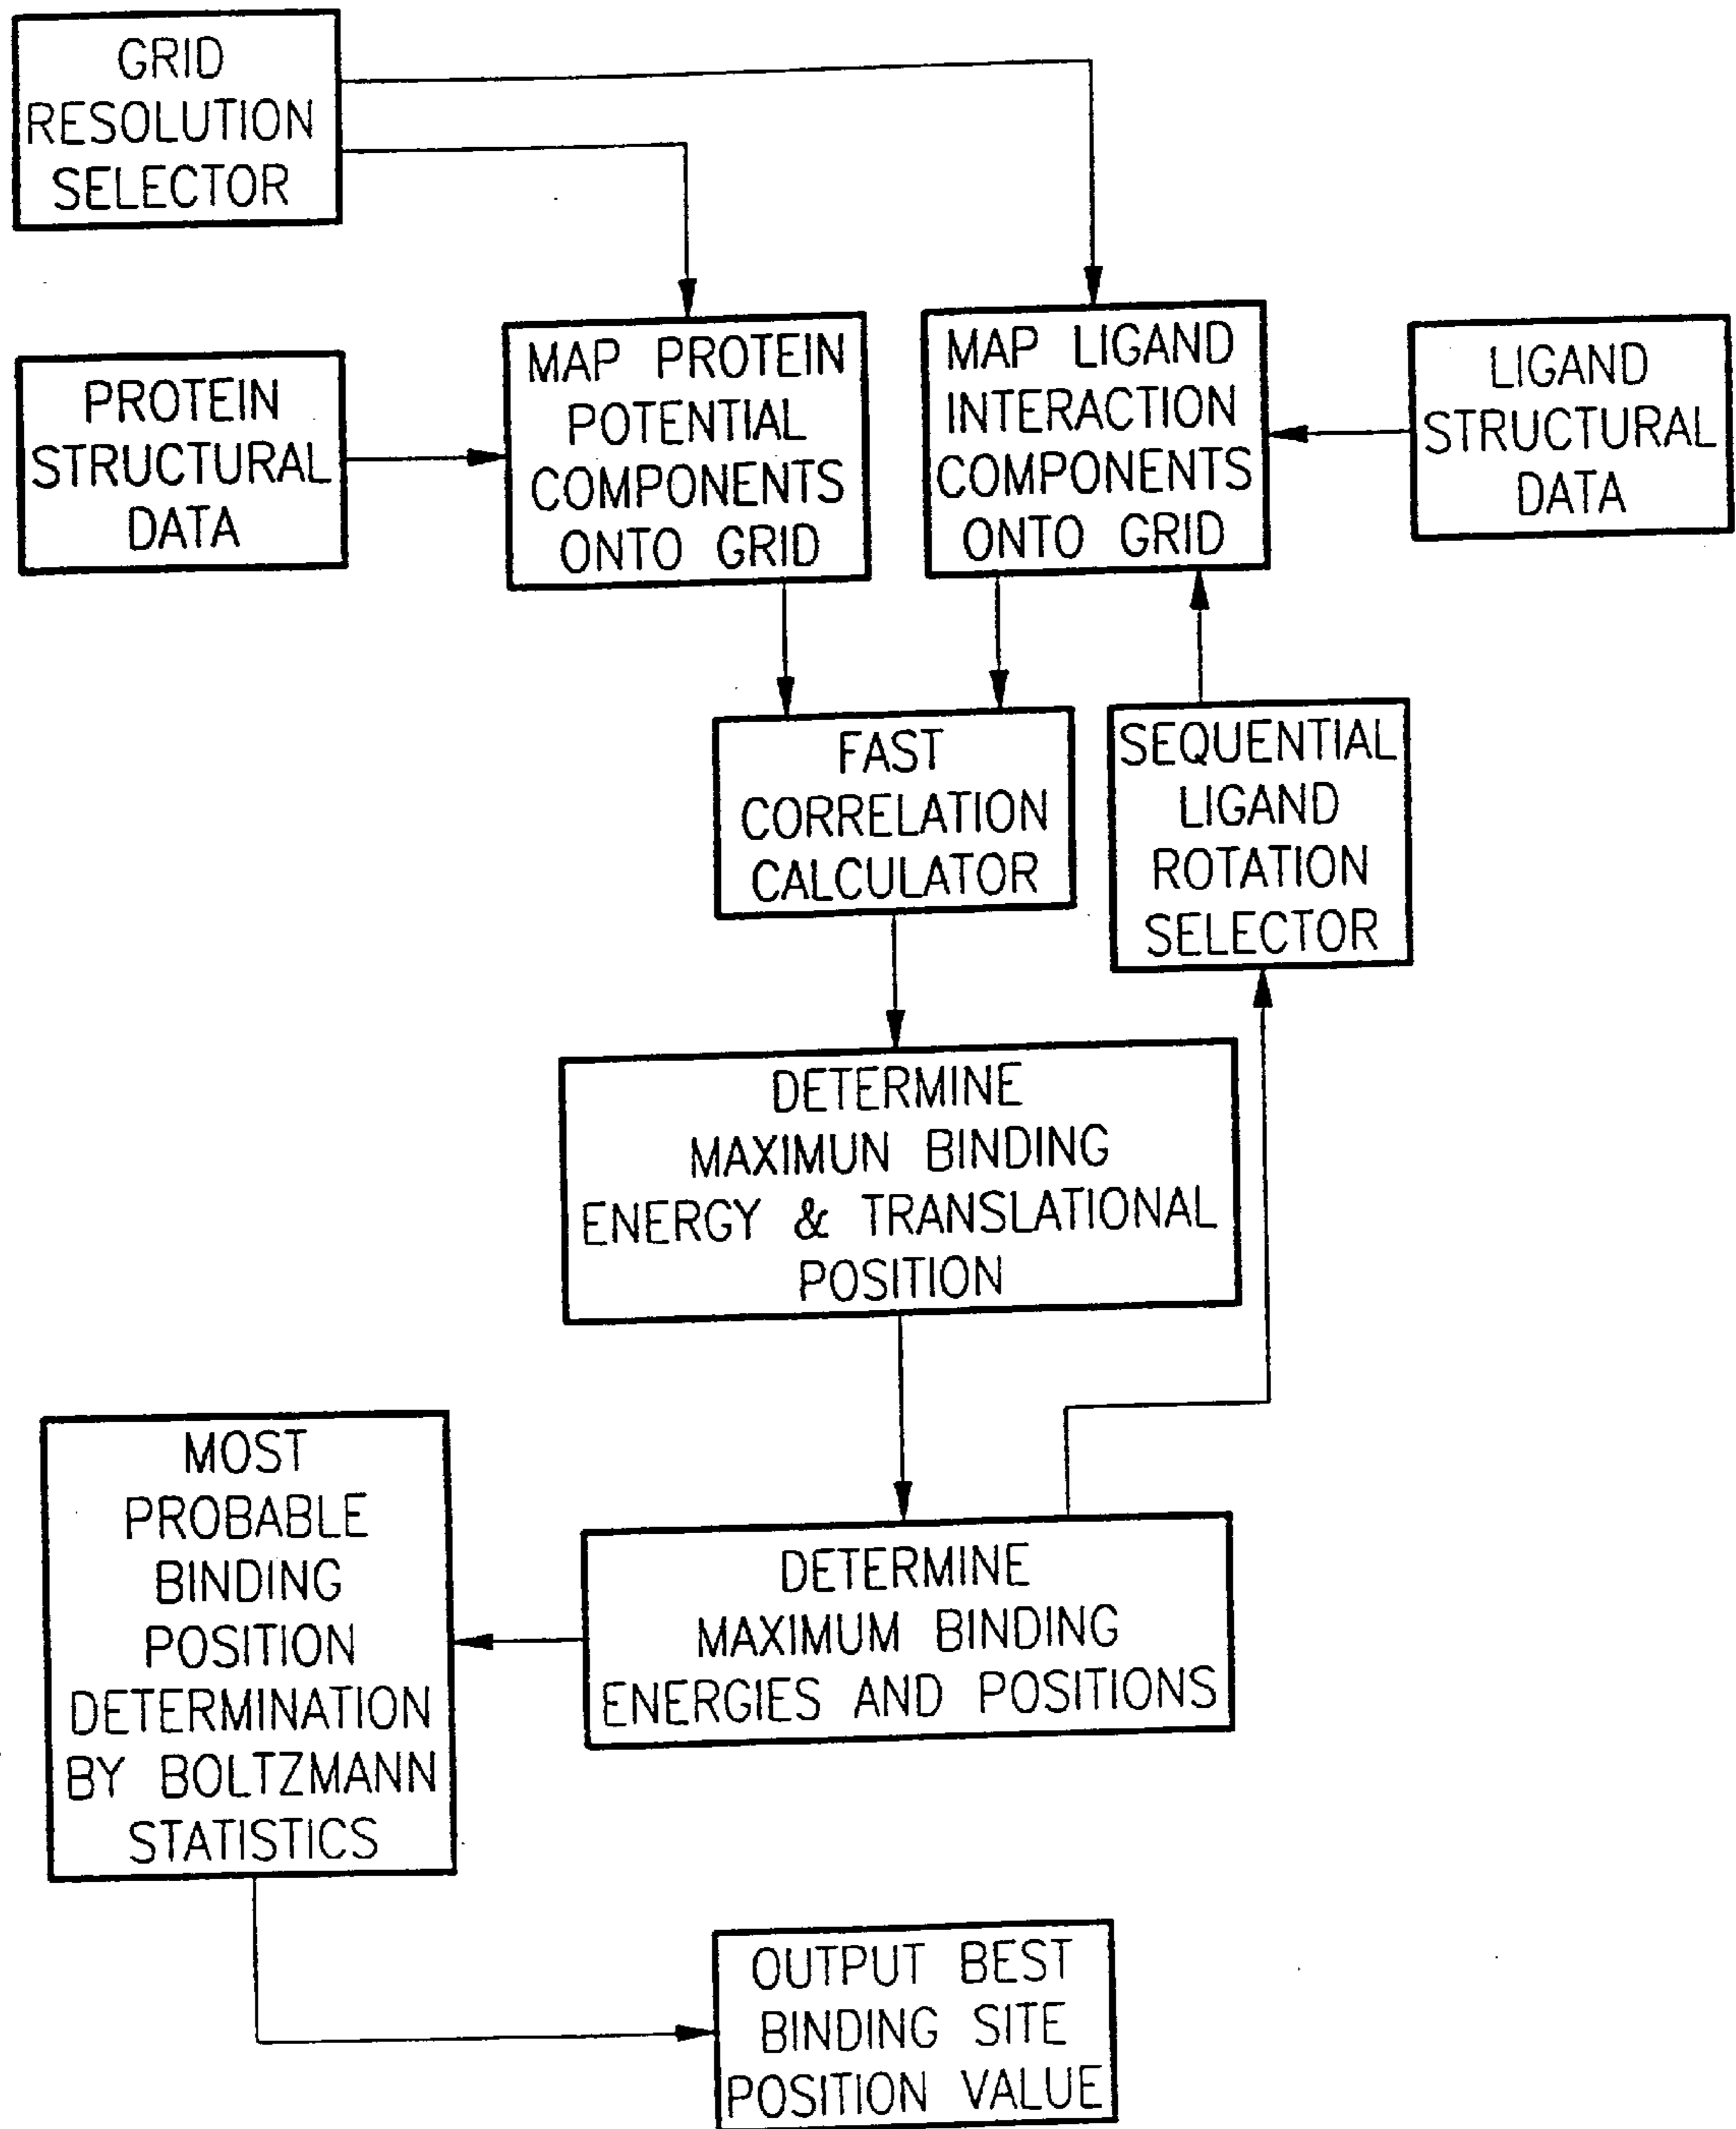 GRID
RESOLUTION
SELECTOR
PROTEIN
STRUCTURAL
DATA
MAP PROTEIN
POTENTIAL
COMPONENTS
ONTO GRID
MAP LIGAND
INTERACTION
COMPONENTS
ONTO GRID
LIGAND
STRUCTURAL
DATA
FAST
CORRELATION
CALCULATOR
SEQUENTIAL
LIGAND
ROTATION
SELECTOR
DETERMINE
MAXIMUN BINDING
ENERGY & TRANSLATIONAL
POSITION
MOST
PROBABLE
BINDING
POSITION
DETERMINATION
BY BOLTZMANN
STATISTICS
DETERMINE
MAXIMUM BINDING
ENERGIES AND POSITIONS
OUTPUT BEST
BINDING SITE
POSITION VALUE